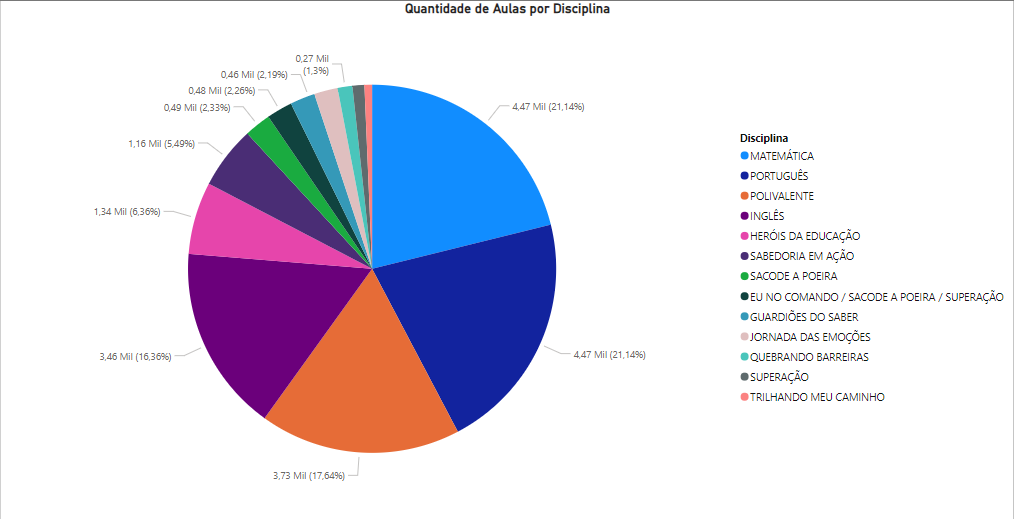 Quantidade de Aulas por Disciplina
0,27 Mil
(1,3%)
0,46 Mil (2,19%)
0,48 Mil (2,26%)
0,49 Mil (2,33%)
1,16 Mil (5,49%)
1,34 Mil (6,36%)
3,46 Mil (16,36%)
3,73 Mil (17,64%)
4,47 Mil (21,14%)
4,47 Mil (21,14%)
Disciplina
MATEMÁTICA
PORTUGUÊS
POLIVALENTE
INGLÊS
HERÓIS DA EDUCAÇÃO
SABEDORIA EM AÇÃO
SACODE A POEIRA
EU NO COMANDO / SACODE A POEIRA / SUPERAÇÃO
GUARDIÕES DO SABER
JORNADA DAS EMOÇÕES
QUEBRANDO BARREIRAS
SUPERAÇÃO
TRILHANDO MEU CAMINHO